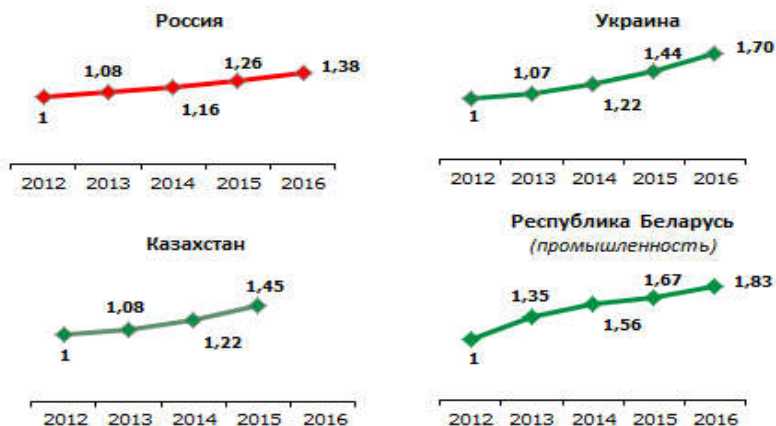 Россия
1 1,08 1,16 1,26 1,38
2012 2013 2014 2015 2016
Украина
1 1,07 1,22 1,44 1,70
2012 2013 2014 2015 2016
Казахстан
1 1,08 1,22 1,45
2012 2013 2014 2015 2016
Республика Беларусь
(промышленность)
1 1,35 1,56 1,67 1,83
2012 2013 2014 2015 2016